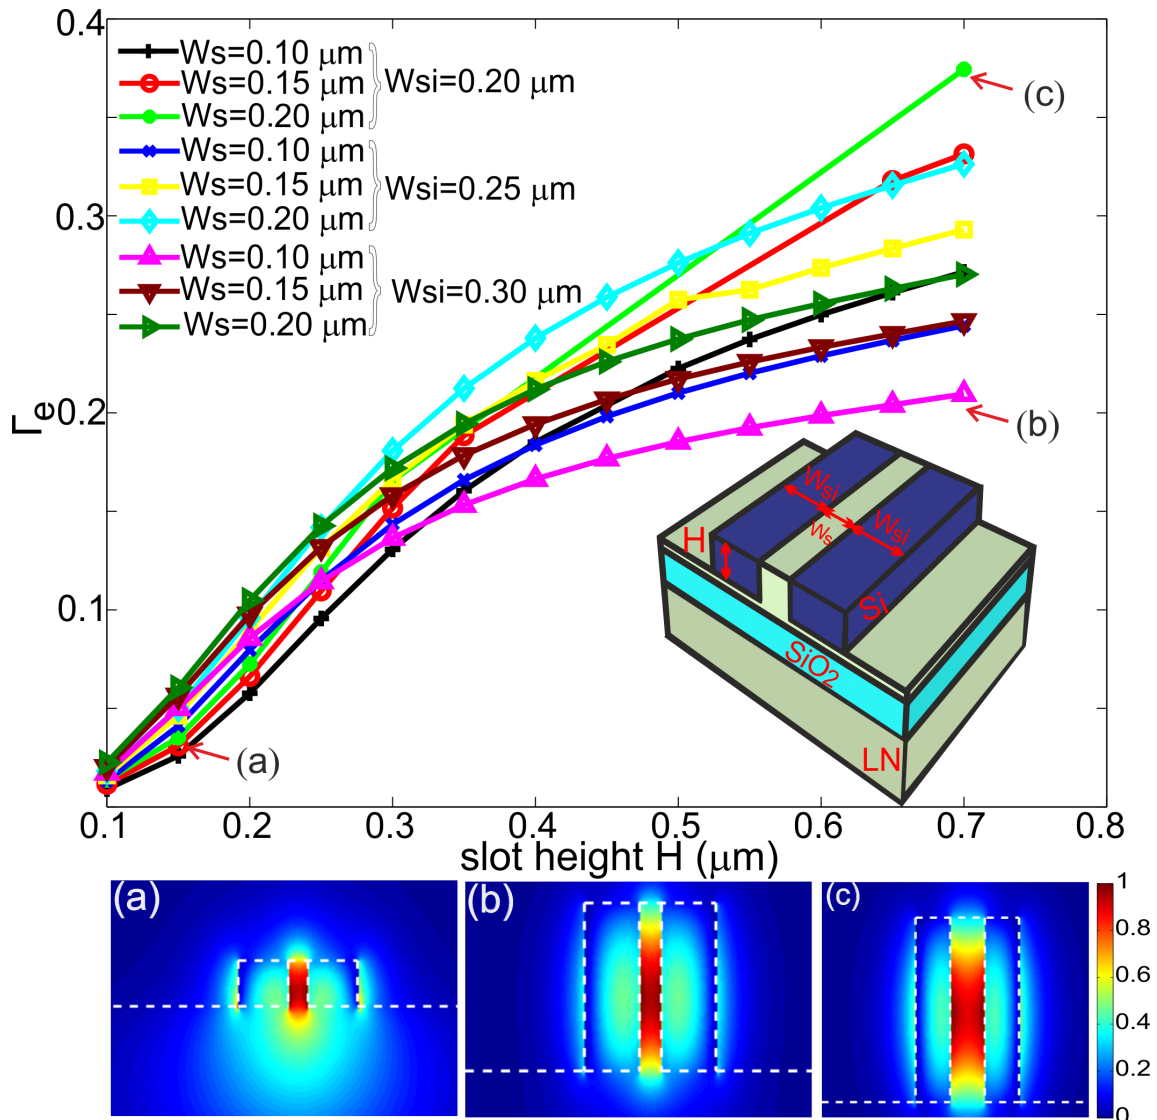 0.4
0.3
0.2
0.1
Γe
Ws=0.10 μm
Ws=0.15 μm
Ws=0.20 μm
Wsi=0.20 μm
Ws=0.10 μm
Ws=0.15 μm
Ws=0.20 μm
Wsi=0.25 μm
Ws=0.10 μm
Ws=0.15 μm
Ws=0.20 μm
Wsi=0.30 μm
(c)
(b)
(a)
H
Wsi
Ws
Wsi
Si
SiO2
LN
0.1 0.2 0.3 0.4 0.5 0.6 0.7 0.8
slot height H (μm)
(a)
(b)
(c)
1
0.8
0.6
0.4
0.2
0